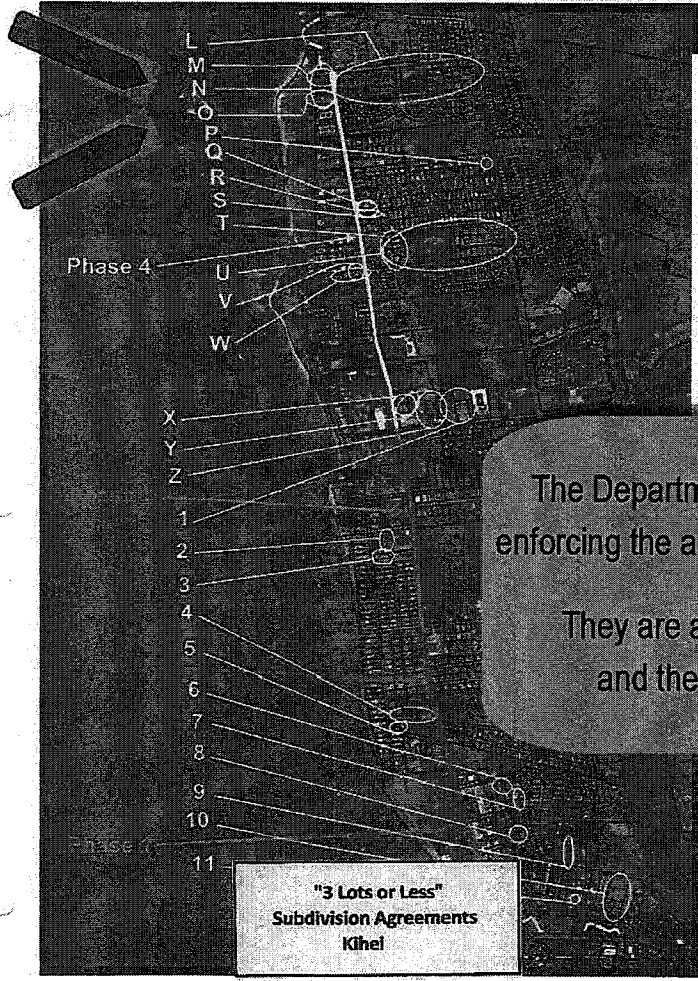 L
M
N
O
P
Q
R
S
T
Phase 4
U
V
W
X
Y
Z
1
2
3
4
5
6
7
8
9
10
Phase
11
The Departm
enforcing the a
They are a
and the
"3 Lots or Less"
Subdivision Agreements
Kihei